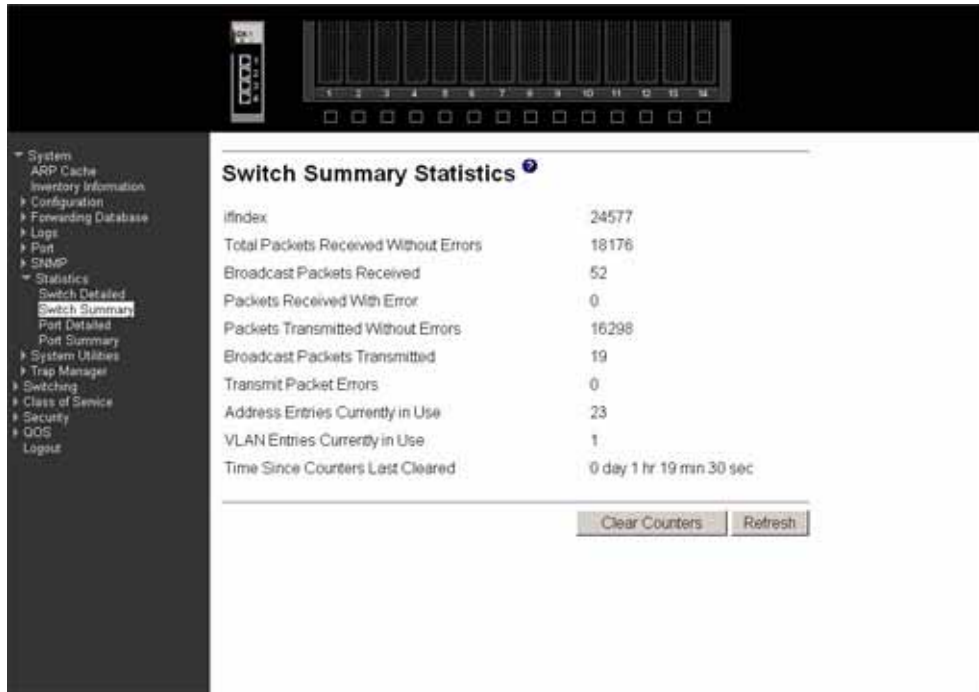 1 2 3 4 5 6 7 8 9 10 11 12 13 14
System
ARP Cache
Inventory Information
Configuration
Forwarding Database
Logs
Port
SNMP
Statistics
Switch Detailed
Switch Summary
Port Detailed
Port Summary
System Utilities
Trap Manager
Switching
Class of Service
Security
QOS
Logout
Switch Summary Statistics ?
ifIndex 24577
Total Packets Received Without Errors 18176
Broadcast Packets Received 52
Packets Received With Error 0
Packets Transmitted Without Errors 16298
Broadcast Packets Transmitted 19
Transmit Packet Errors 0
Address Entries Currently in Use 23
VLAN Entries Currently in Use 1
Time Since Counters Last Cleared 0 day 1 hr 19 min 30 sec
Clear Counters Refresh